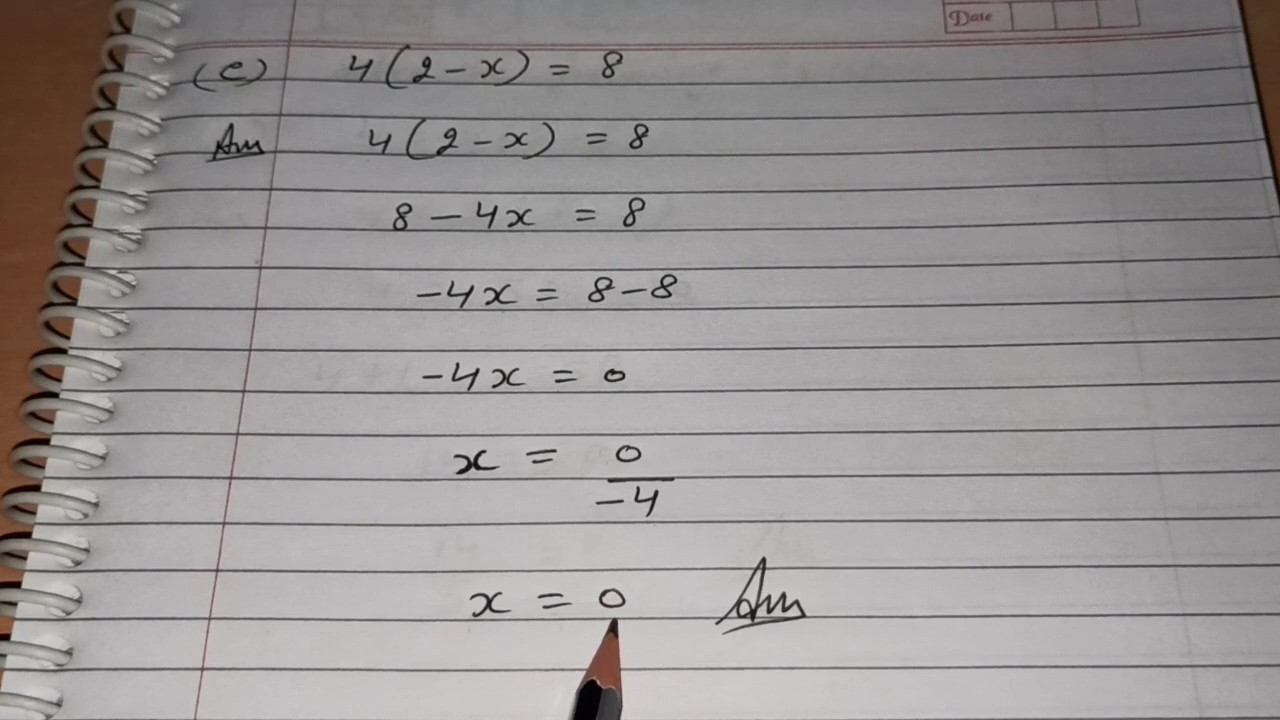 Date
(e) 4(2-x) = 8
Ans 4(2-x) = 8
8 - 4x = 8
-4x = 8-8
-4x = 0
x = 0
-4
x = 0 Ans